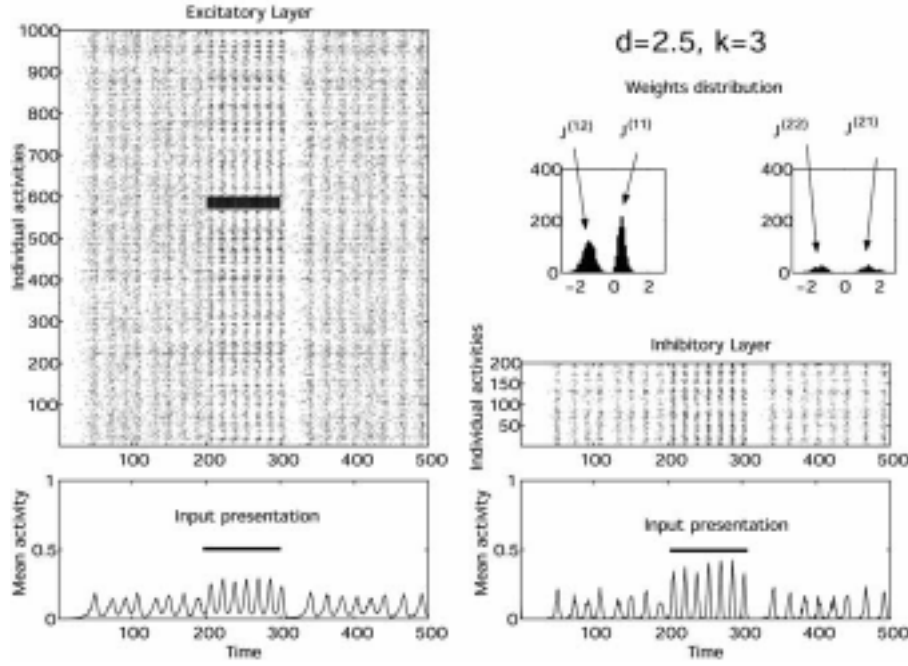 Excitatory Layer
Individual activities
1000
900
800
700
600
500
400
300
200
100
100 200 300 400 500
d=2.5, k=3
Weights distribution
J(12) J(11)
J(22) J(21)
400
200
0
-2 0 2
400
200
0
-2 0 2
Inhibitory Layer
Individual activities
200
150
100
50
100 200 300 400 500
Mean activity
1
0.5
0
Input presentation
100 200 300 400 500
Time
Mean activity
1
0.5
0
Input presentation
100 200 300 400 500
Time